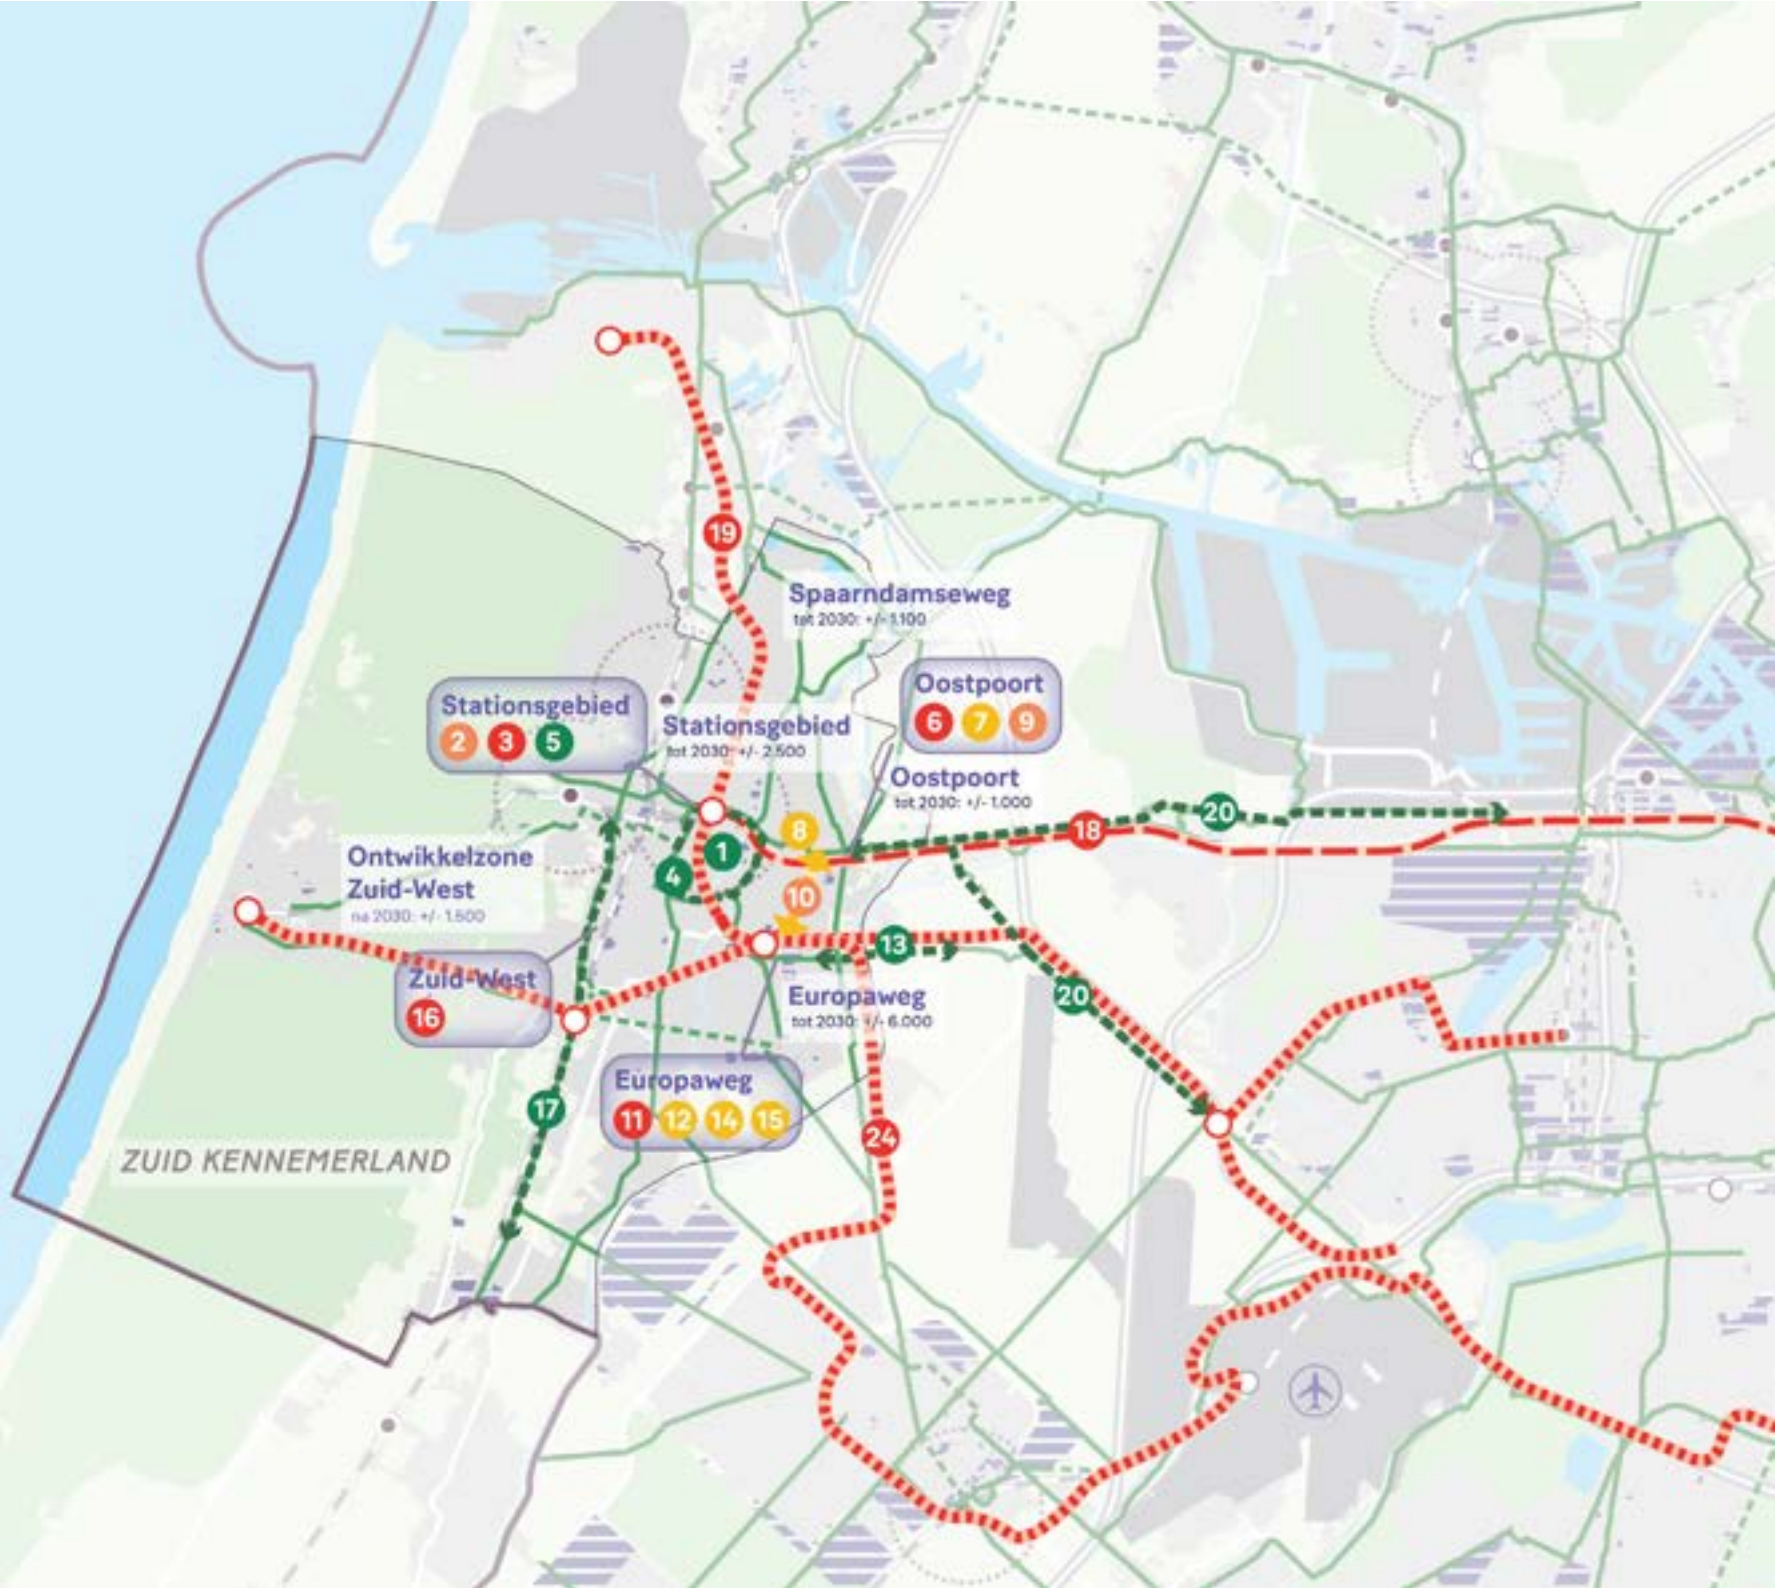 19
Spaarndamseweg
tot 2030: +/- 1.100
Stationsgebied
2 3 5
Stationsgebied
tot 2030: +/- 2.500
Oostpoort
6 7 9
Oostpoort
tot 2030: +/- 1.000
8
20
18
1
4
10
Ontwikkelzone
Zuid-West
na 2030: +/- 1.500
13
Zuid-West
16
20
Europaweg
tot 2030: +/- 6.000
Europaweg
11 12 14 15
17
24
ZUID KENNEMERLAND